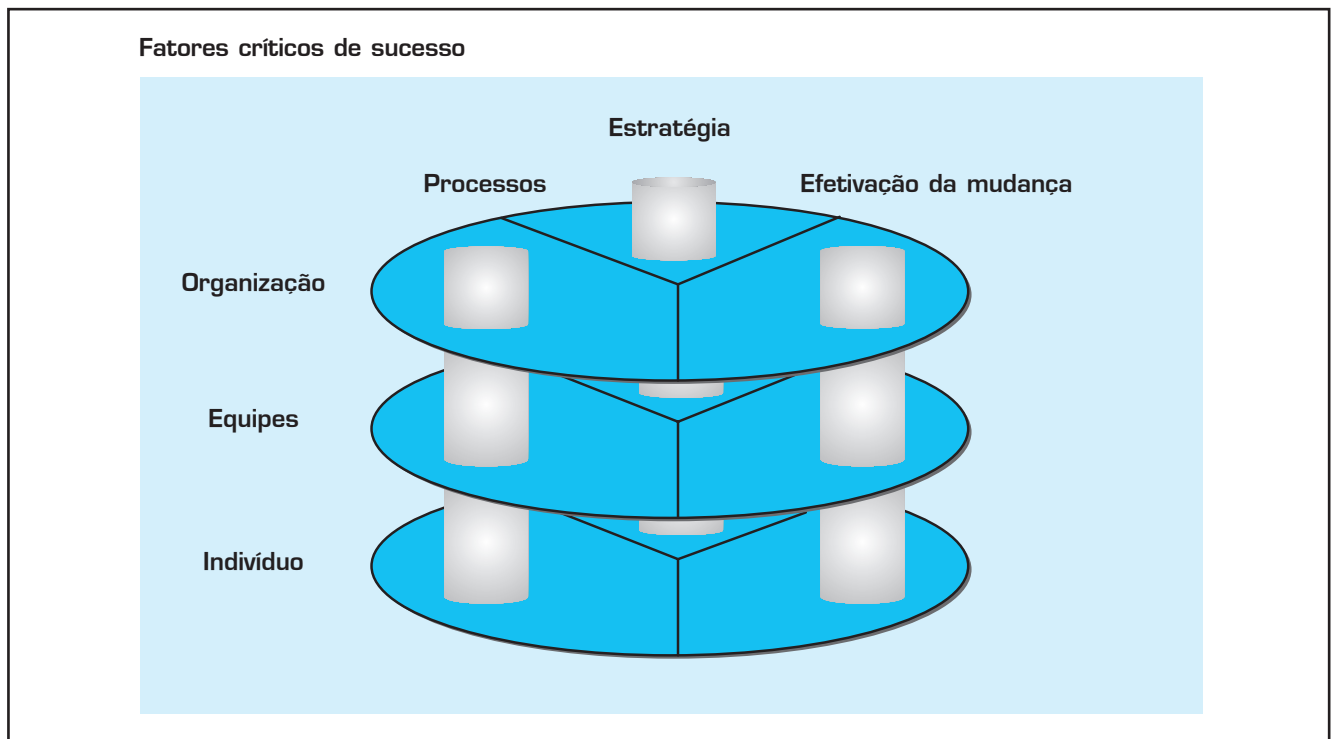 Fatores críticos de sucesso
Estratégia
Processos
Efetivação da mudança
Organização
Equipes
Indivíduo